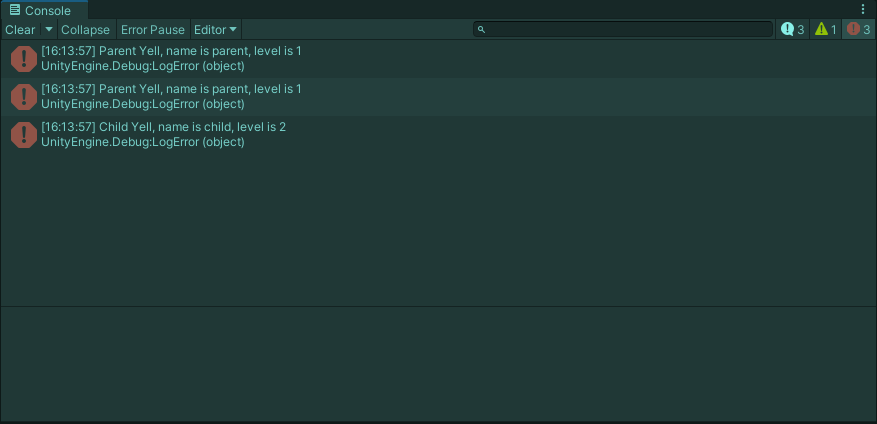 Console
Clear Collapse Error Pause Editor 3 1 3
[16:13:57] Parent Yell, name is parent, level is 1
UnityEngine.Debug:LogError (object)
[16:13:57] Parent Yell, name is parent, level is 1
UnityEngine.Debug:LogError (object)
[16:13:57] Child Yell, name is child, level is 2
UnityEngine.Debug:LogError (object)